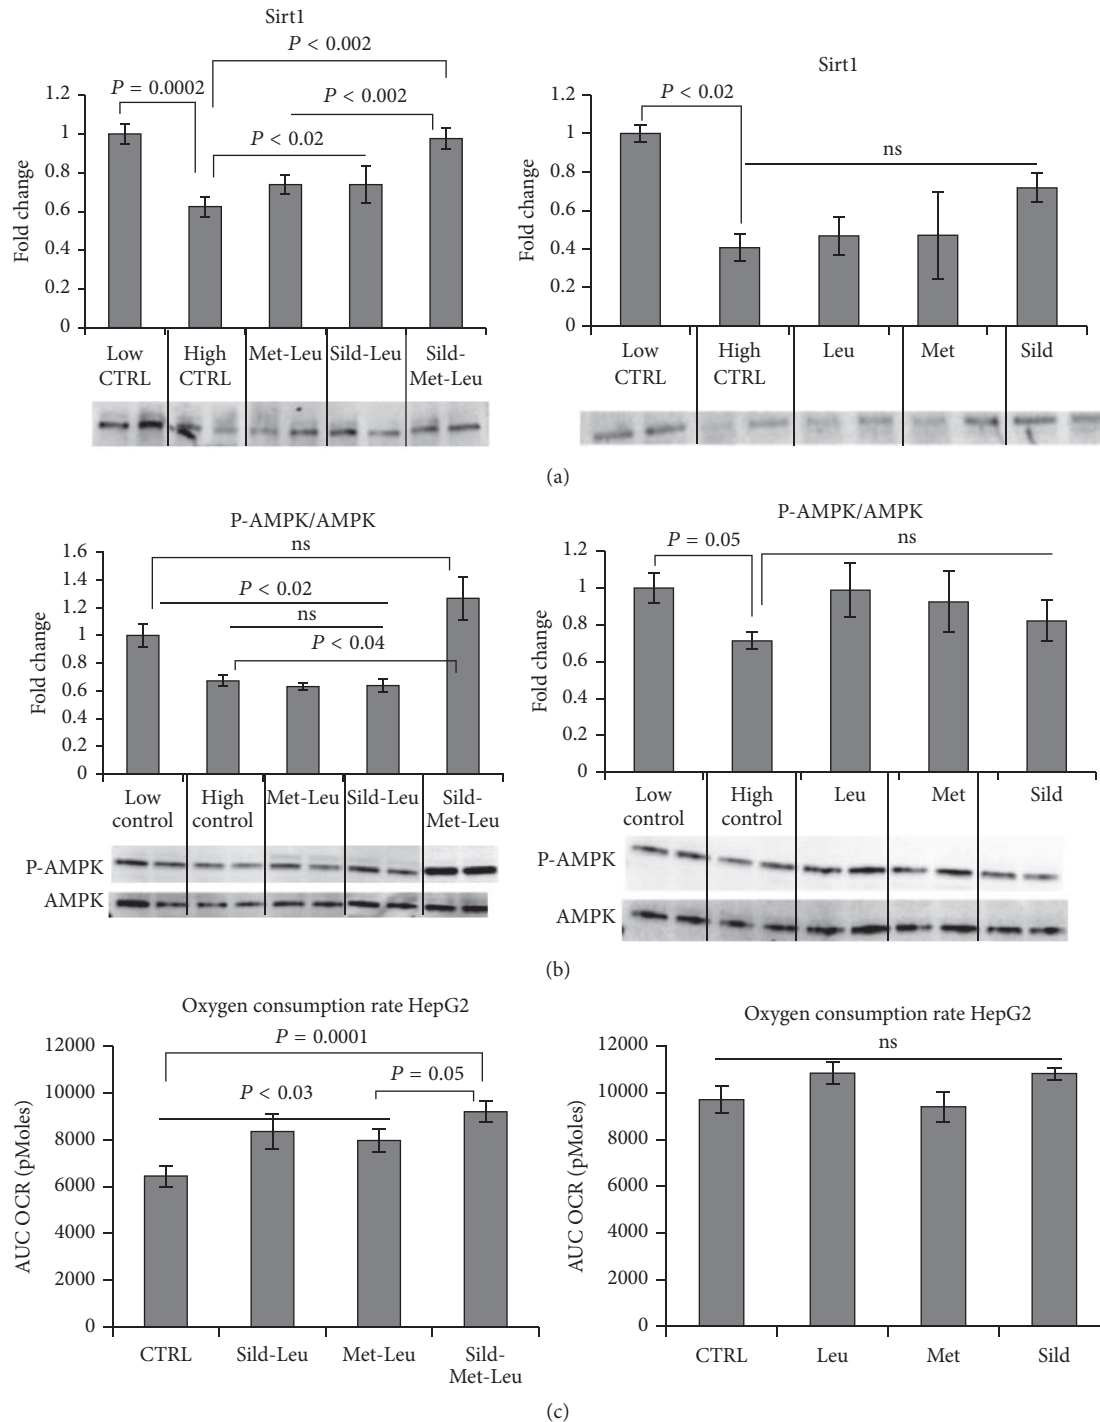 Sirt1
P < 0.002
P = 0.0002
P < 0.002
P < 0.02
1.2
1
0.8
0.6
0.4
0.2
0
Fold change
Low CTRL
High CTRL
Met-Leu
Sild-Leu
Sild-Met-Leu
Sirt1
P < 0.02
ns
1.2
1
0.8
0.6
0.4
0.2
0
Fold change
Low CTRL
High CTRL
Leu
Met
Sild
(a)
P-AMPK/AMPK
ns
P < 0.02
ns
P < 0.04
1.6
1.4
1.2
1
0.8
0.6
0.4
0.2
0
Fold change
Low control
High control
Met-Leu
Sild-Leu
Sild-Met-Leu
P-AMPK
AMPK
P-AMPK/AMPK
P = 0.05
ns
1.2
1
0.8
0.6
0.4
0.2
0
Fold change
Low control
High control
Leu
Met
Sild
P-AMPK
AMPK
(b)
Oxygen consumption rate HepG2
P = 0.0001
P = 0.05
P < 0.03
12000
10000
8000
6000
4000
2000
0
AUC OCR (pMoles)
CTRL
Sild-Leu
Met-Leu
Sild-Met-Leu
Oxygen consumption rate HepG2
ns
12000
10000
8000
6000
4000
2000
0
AUC OCR (pMoles)
CTRL
Leu
Met
Sild
(c)